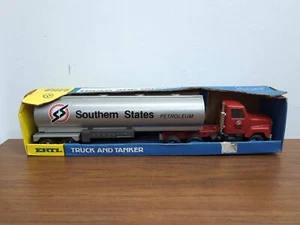 Southern States PETROLEUM
ERTL TRUCK AND TANKER